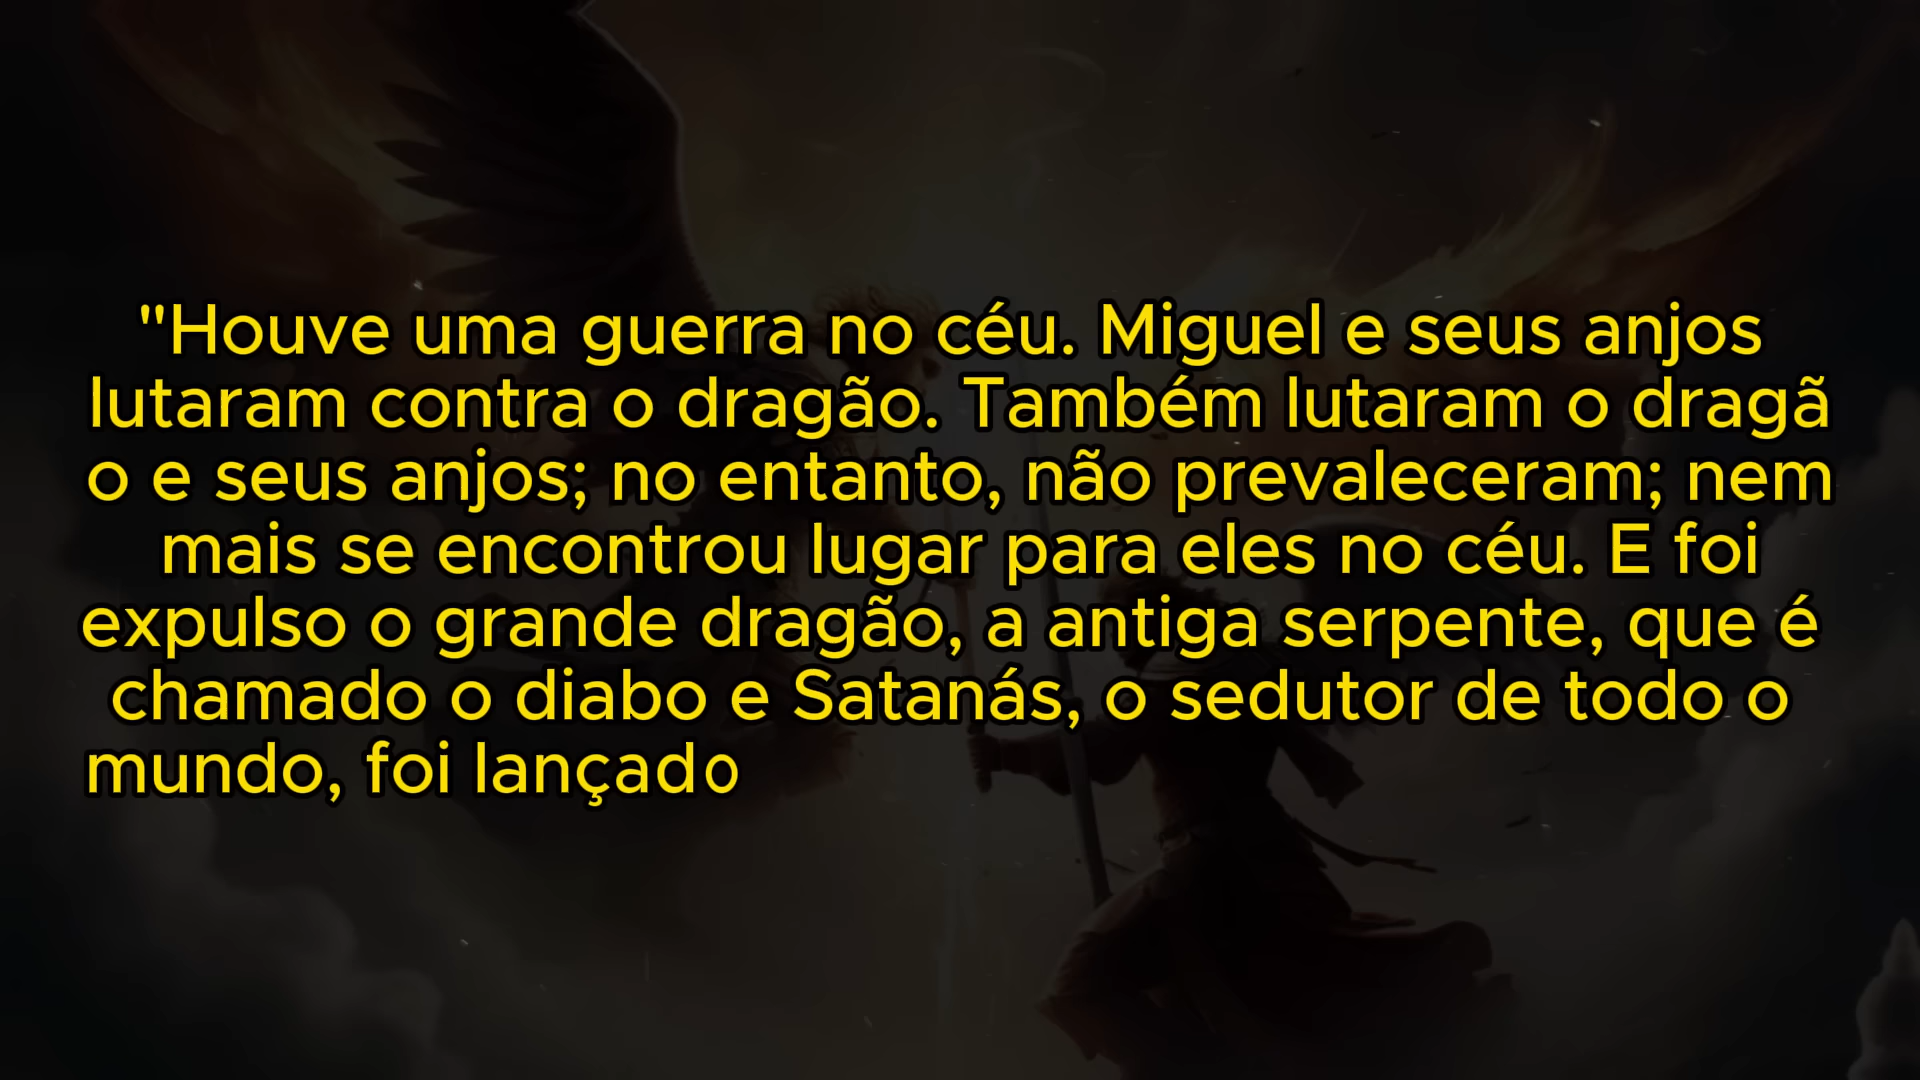 "Houve uma guerra no céu. Miguel e seus anjos
lutaram contra o dragão. Também lutaram o dragã
o e seus anjos; no entanto, não prevaleceram; nem
mais se encontrou lugar para eles no céu. E foi
expulso o grande dragão, a antiga serpente, que é
chamado o diabo e Satanás, o sedutor de todo o
mundo, foi lançado